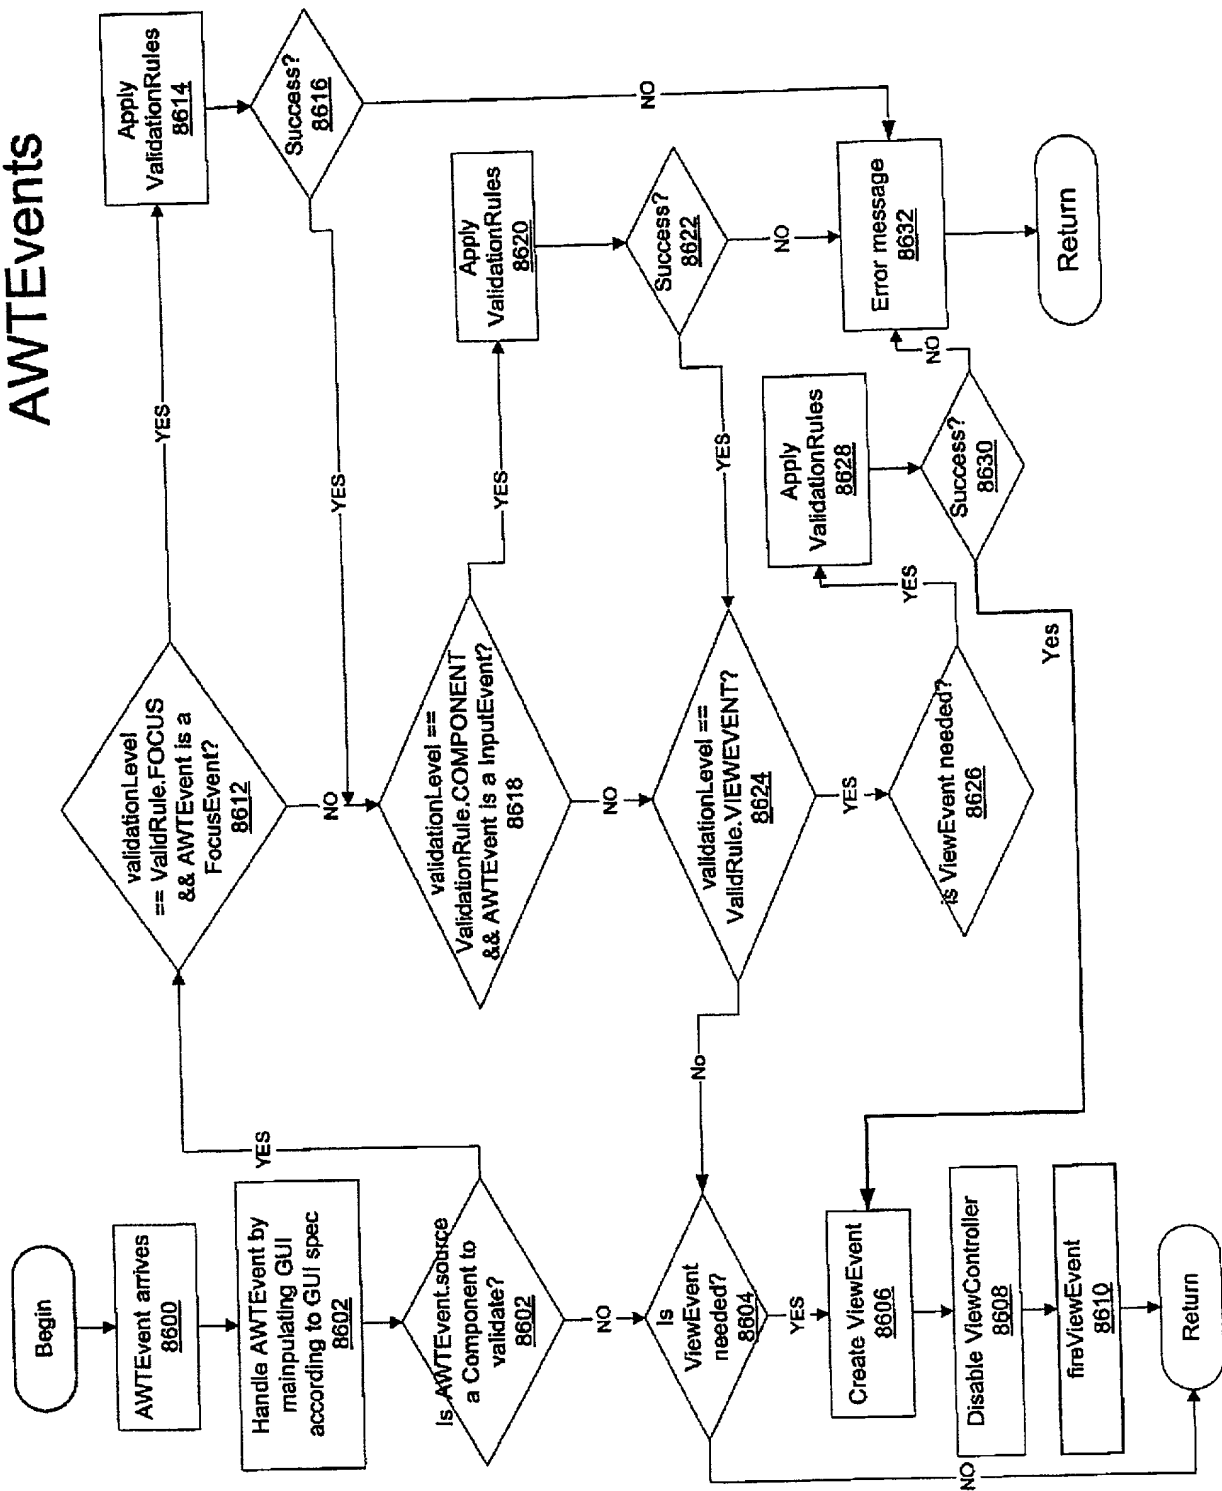 AWTEvents
Begin
AWTEvent arrives
8600
Handle AWTEvent by
mainpulating GUI
according to GUI spec
8602
Is AWTEvent.source
a Component to
validate?
8602
YES
NO
Is
ViewEvent
needed?
8604
YES
NO
Create ViewEvent
8606
Disable ViewController
8608
fireViewEvent
8610
Return
validationLevel
== ValidRule.FOCUS
&& AWTEvent is a
FocusEvent?
8612
YES
NO
Apply
ValidationRules
8614
Success?
8616
YES
NO
validationLevel ==
ValidationRule.COMPONENT
&& AWTEvent is a InputEvent?
8618
YES
NO
Apply
ValidationRules
8620
Success?
8622
YES
NO
validationLevel ==
ValidRule.VIEWEVENT?
8624
No
YES
is ViewEvent needed?
8626
YES
Apply
ValidationRules
8628
Success?
8630
Yes
NO
Error message
8632
Return